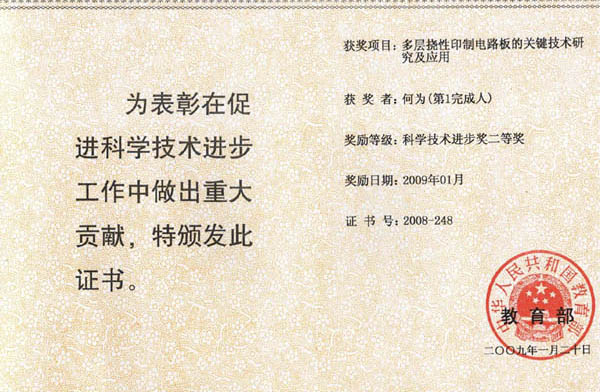 为表彰在促
进科学技术进步
工作中做出重大
贡献，特颁发此
证书。
获奖项目：多层挠性印制电路板的关键技术研
究及应用
获 奖 者：何为(第1完成人)
奖励等级：科学技术进步奖二等奖
奖励日期：2009年01月
证 书 号：2008-248
中华人民共和国教育部
教 育 部
二〇〇九年一月二十日